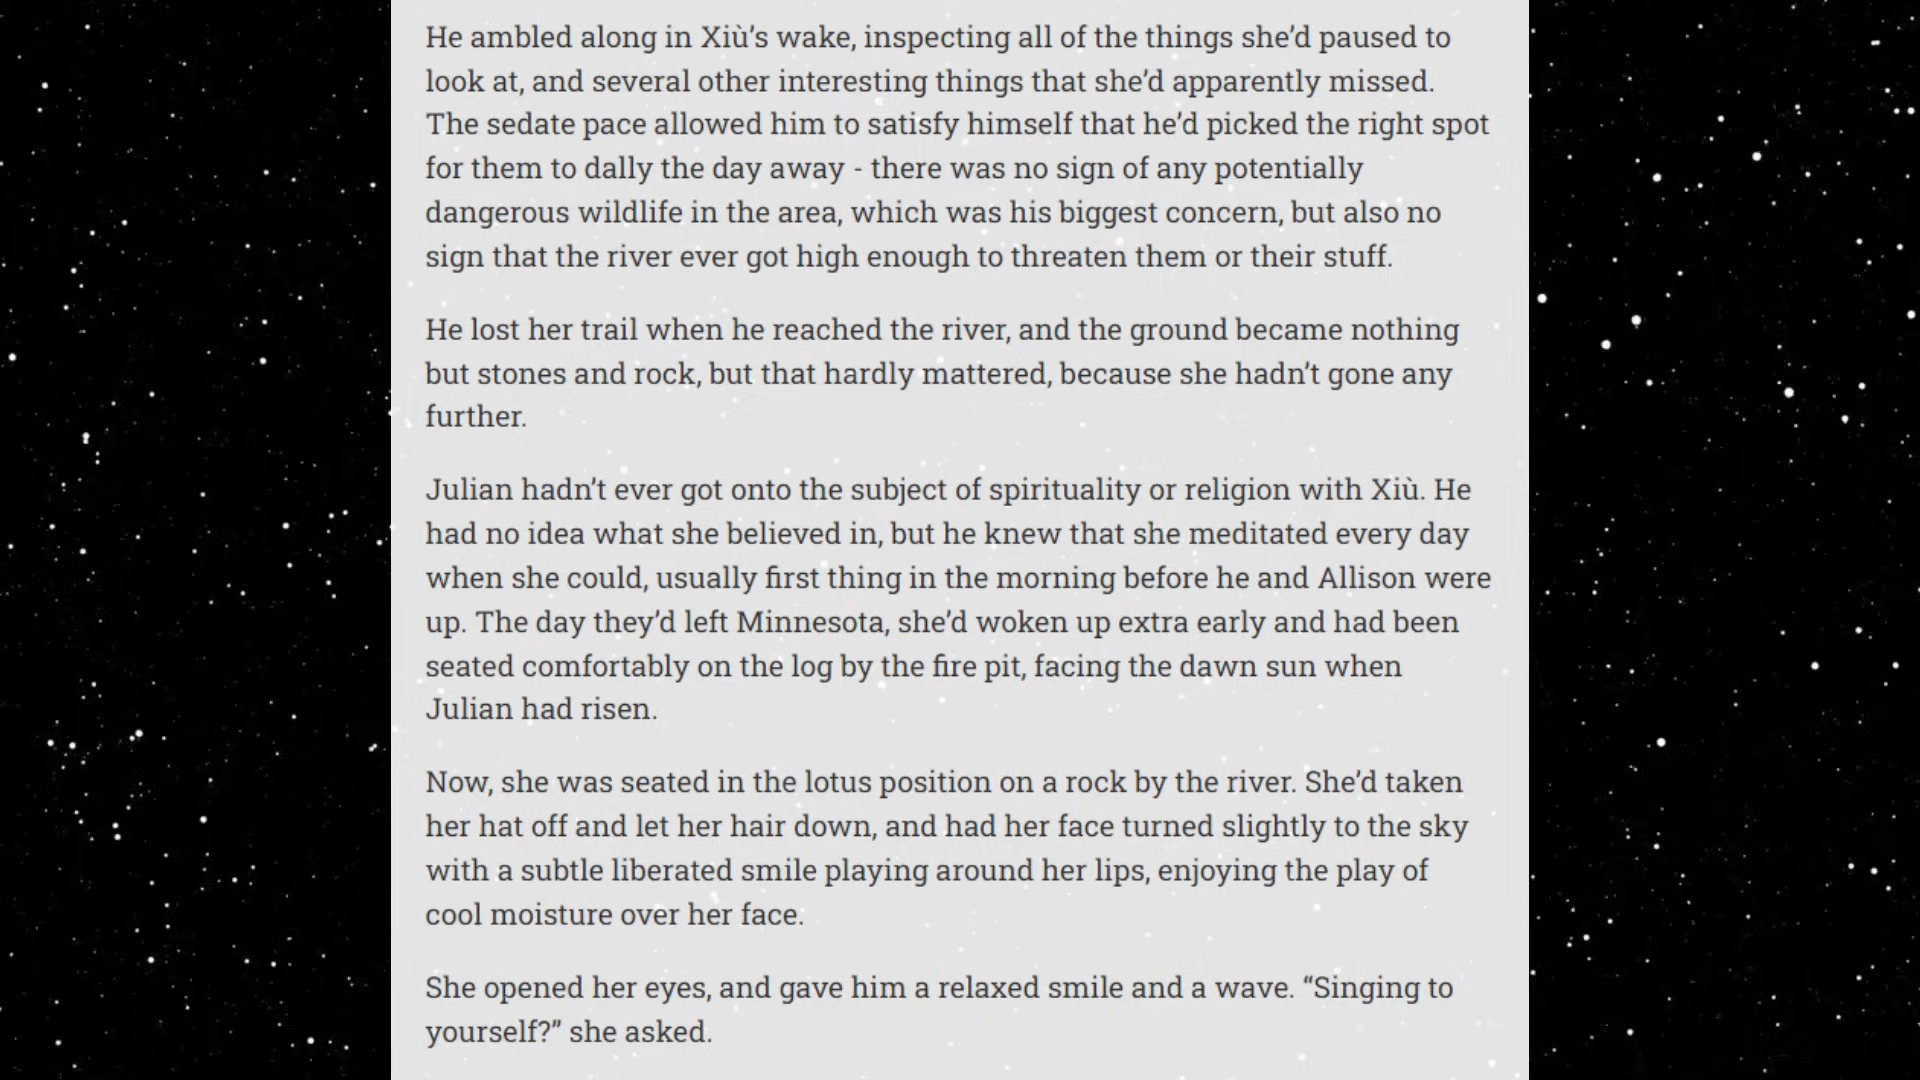 He ambled along in Xiù’s wake, inspecting all of the things she’d paused to
look at, and several other interesting things that she’d apparently missed.
The sedate pace allowed him to satisfy himself that he’d picked the right spot
for them to dally the day away - there was no sign of any potentially
dangerous wildlife in the area, which was his biggest concern, but also no
sign that the river ever got high enough to threaten them or their stuff.
He lost her trail when he reached the river, and the ground became nothing
but stones and rock, but that hardly mattered, because she hadn’t gone any
further.
Julian hadn’t ever got onto the subject of spirituality or religion with Xiù. He
had no idea what she believed in, but he knew that she meditated every day
when she could, usually first thing in the morning before he and Allison were
up. The day they’d left Minnesota, she’d woken up extra early and had been
seated comfortably on the log by the fire pit, facing the dawn sun when
Julian had risen.
Now, she was seated in the lotus position on a rock by the river. She’d taken
her hat off and let her hair down, and had her face turned slightly to the sky
with a subtle liberated smile playing around her lips, enjoying the play of
cool moisture over her face.
She opened her eyes, and gave him a relaxed smile and a wave. “Singing to
yourself?” she asked.